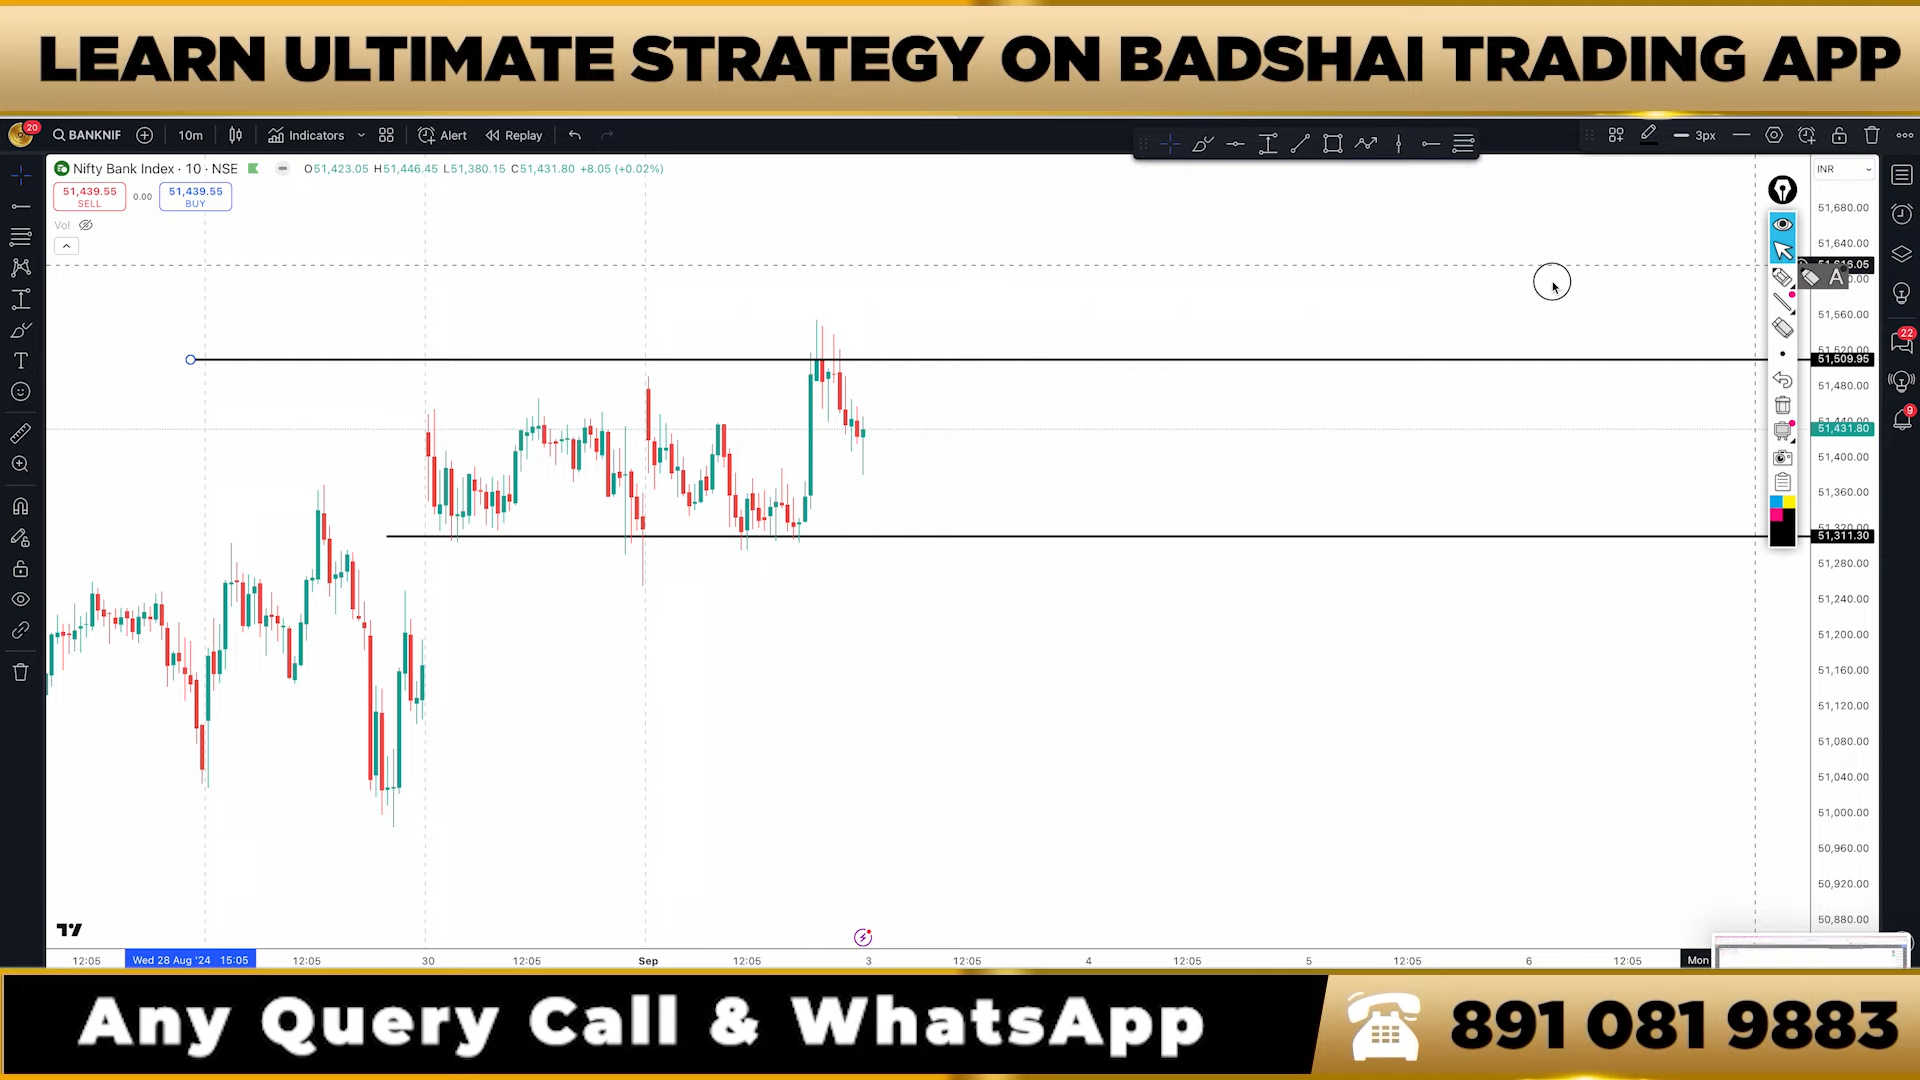 LEARN ULTIMATE STRATEGY ON BADSHAI TRADING APP
20
BANKNIF
10m
Indicators
Alert
Replay
3px
Nifty Bank Index · 10 · NSE
O51,423.05 H51,446.45 L51,380.15 C51,431.80 +8.05 (+0.02%)
INR
51,439.55
SELL
0.00
51,439.55
BUY
Vol
A
51,680.00
51,640.00
51,560.00
51,509.95
51,480.00
51,431.80
51,400.00
51,360.00
51,311.30
51,280.00
51,240.00
51,200.00
51,160.00
51,120.00
51,080.00
51,040.00
51,000.00
50,960.00
50,920.00
50,880.00
22
9
12:05
Wed 28 Aug '24 15:05
12:05
30
12:05
Sep
12:05
3
12:05
4
12:05
5
12:05
6
12:05
Mon
Any Query Call & WhatsApp
891 081 9883